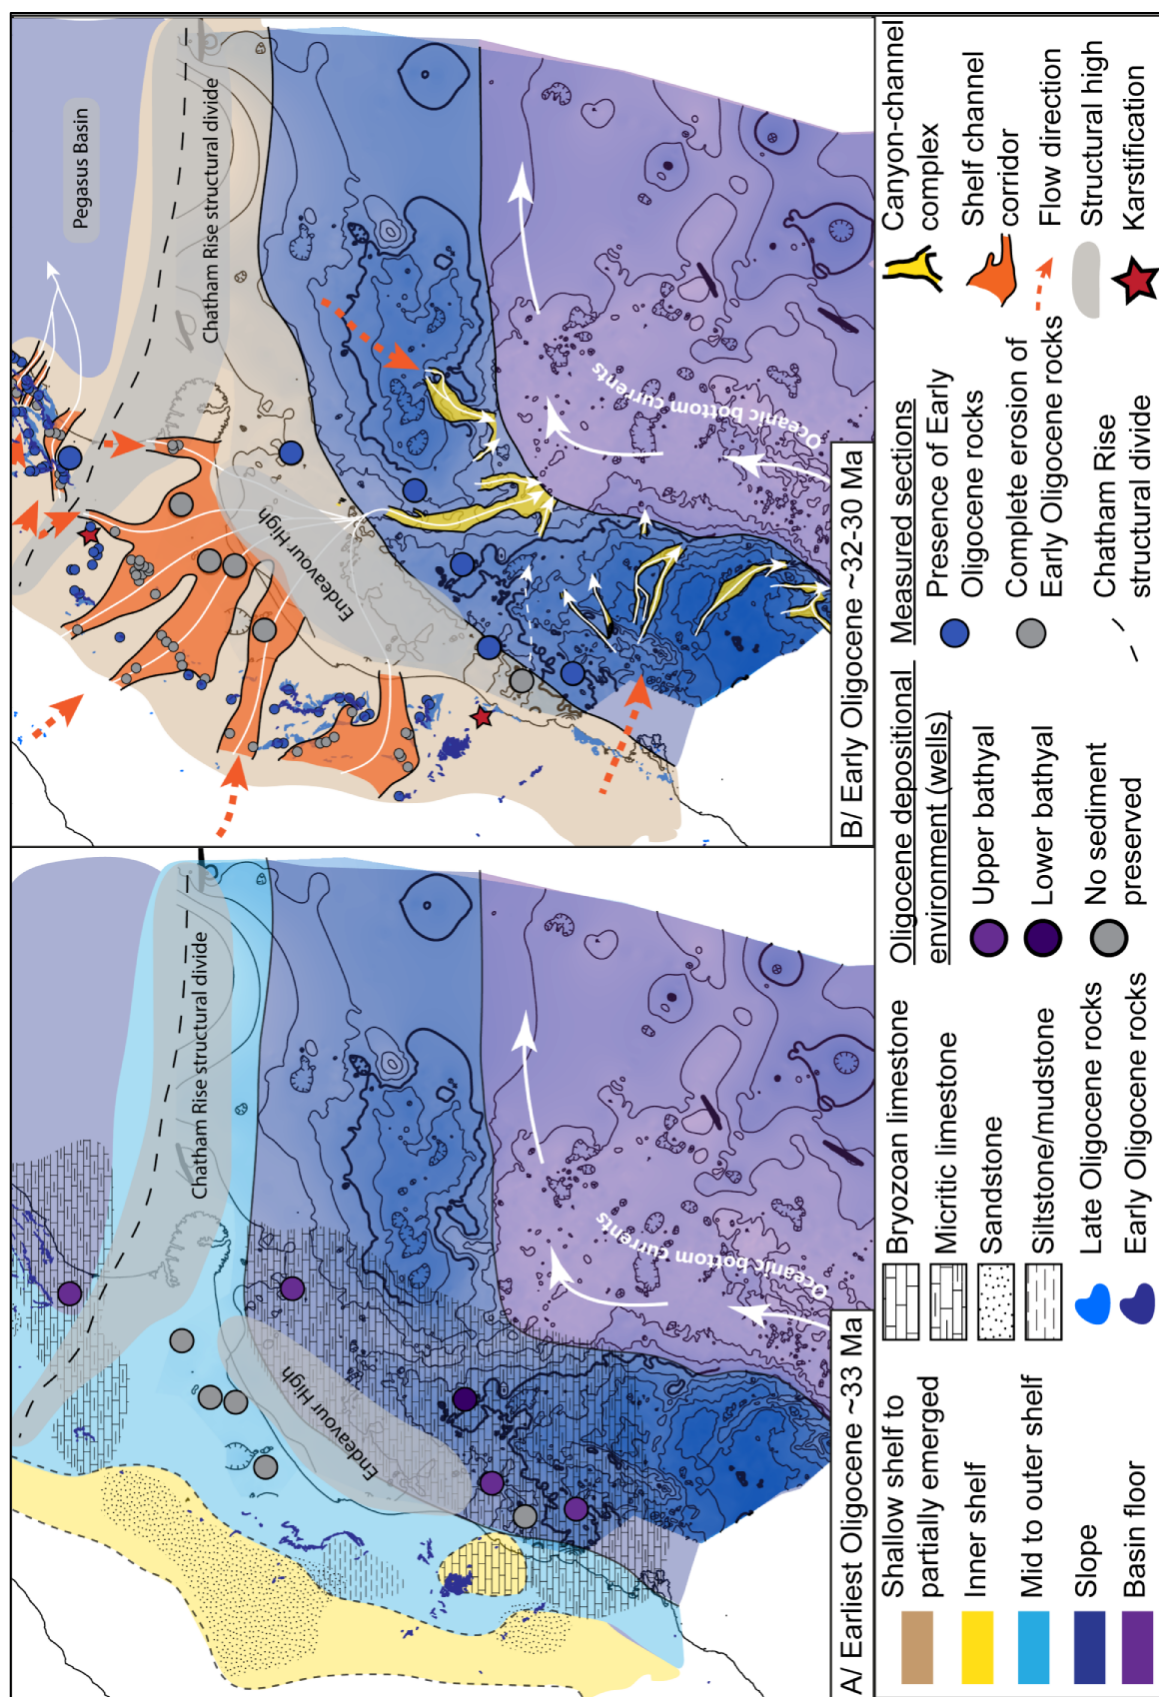 A/ Earliest Oligocene ~33 Ma
Chatham Rise structural divide
Endeavour High
Oceanic bottom currents
B/ Early Oligocene ~32-30 Ma
Pegasus Basin
Chatham Rise structural divide
Endeavour High
Oceanic bottom currents
Shallow shelf to
partially emerged
Inner shelf
Mid to outer shelf
Slope
Basin floor
Bryozoan limestone
Micritic limestone
Sandstone
Siltstone/mudstone
Late Oligocene rocks
Early Oligocene rocks
Oligocene depositional
environment (wells)
Upper bathyal
Lower bathyal
No sediment
preserved
Measured sections
Presence of Early
Oligocene rocks
Complete erosion of
Early Oligocene rocks
Chatham Rise
structural divide
Canyon-channel
complex
Shelf channel
corridor
Flow direction
Structural high
Karstification